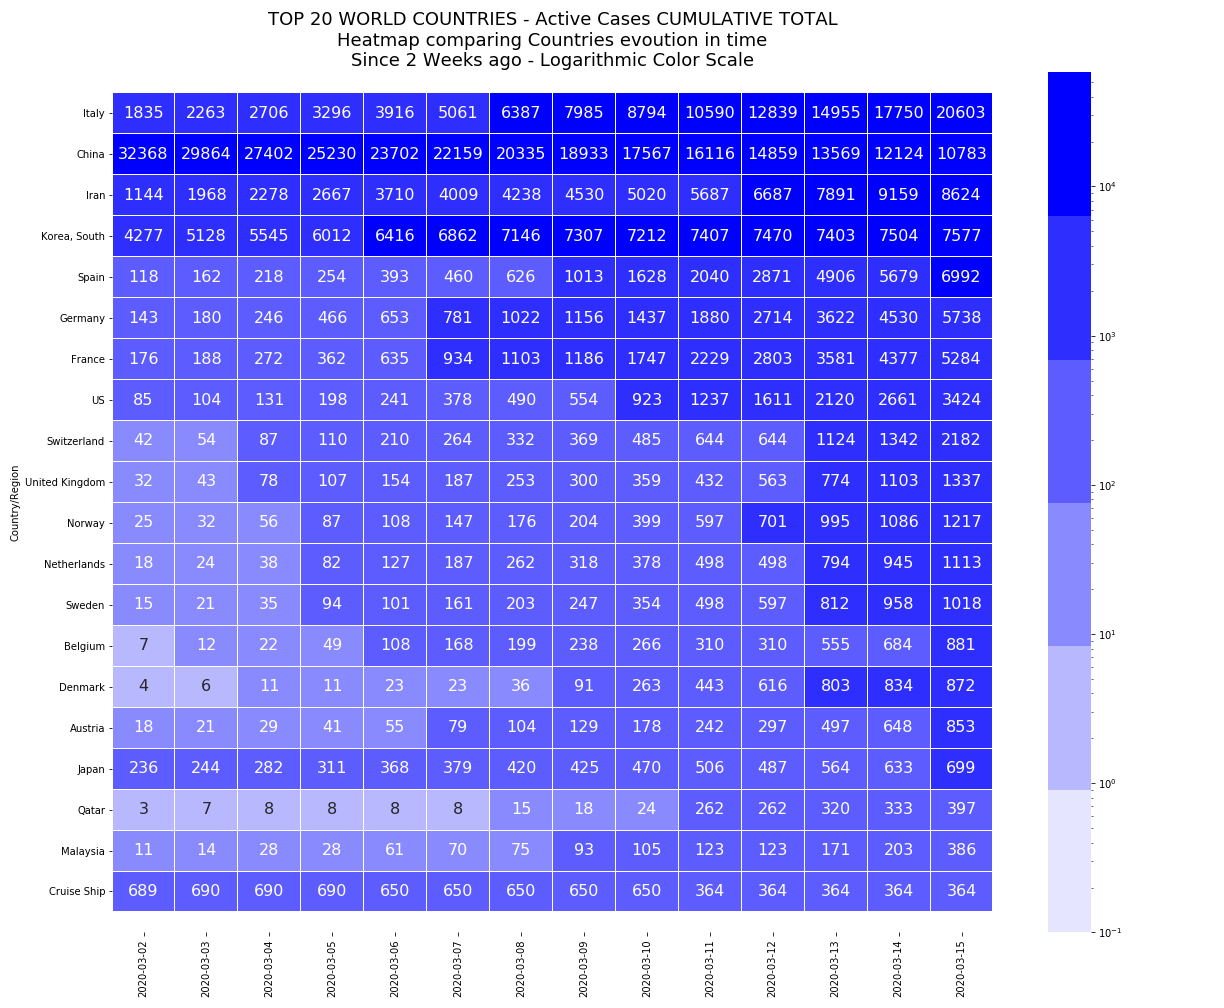 TOP 20 WORLD COUNTRIES - Active Cases CUMULATIVE TOTAL
Heatmap comparing Countries evoution in time
Since 2 Weeks ago - Logarithmic Color Scale
Country/Region
Italy 1835 2263 2706 3296 3916 5061 6387 7985 8794 10590 12839 14955 17750 20603
China 32368 29864 27402 25230 23702 22159 20335 18933 17567 16116 14859 13569 12124 10783
Iran 1144 1968 2278 2667 3710 4009 4238 4530 5020 5687 6687 7891 9159 8624
Korea, South 4277 5128 5545 6012 6416 6862 7146 7307 7212 7407 7470 7403 7504 7577
Spain 118 162 218 254 393 460 626 1013 1628 2040 2871 4906 5679 6992
Germany 143 180 246 466 653 781 1022 1156 1437 1880 2714 3622 4530 5738
France 176 188 272 362 635 934 1103 1186 1747 2229 2803 3581 4377 5284
US 85 104 131 198 241 378 490 554 923 1237 1611 2120 2661 3424
Switzerland 42 54 87 110 210 264 332 369 485 644 644 1124 1342 2182
United Kingdom 32 43 78 107 154 187 253 300 359 432 563 774 1103 1337
Norway 25 32 56 87 108 147 176 204 399 597 701 995 1086 1217
Netherlands 18 24 38 82 127 187 262 318 378 498 498 794 945 1113
Sweden 15 21 35 94 101 161 203 247 354 498 597 812 958 1018
Belgium 7 12 22 49 108 168 199 238 266 310 310 555 684 881
Denmark 4 6 11 11 23 23 36 91 263 443 616 803 834 872
Austria 18 21 29 41 55 79 104 129 178 242 297 497 648 853
Japan 236 244 282 311 368 379 420 425 470 506 487 564 633 699
Qatar 3 7 8 8 8 8 15 18 24 262 262 320 333 397
Malaysia 11 14 28 28 61 70 75 93 105 123 123 171 203 386
Cruise Ship 689 690 690 690 650 650 650 650 650 364 364 364 364 364
2020-03-02 2020-03-03 2020-03-04 2020-03-05 2020-03-06 2020-03-07 2020-03-08 2020-03-09 2020-03-10 2020-03-11 2020-03-12 2020-03-13 2020-03-14 2020-03-15
10⁴
10³
10²
10¹
10⁰
10⁻¹